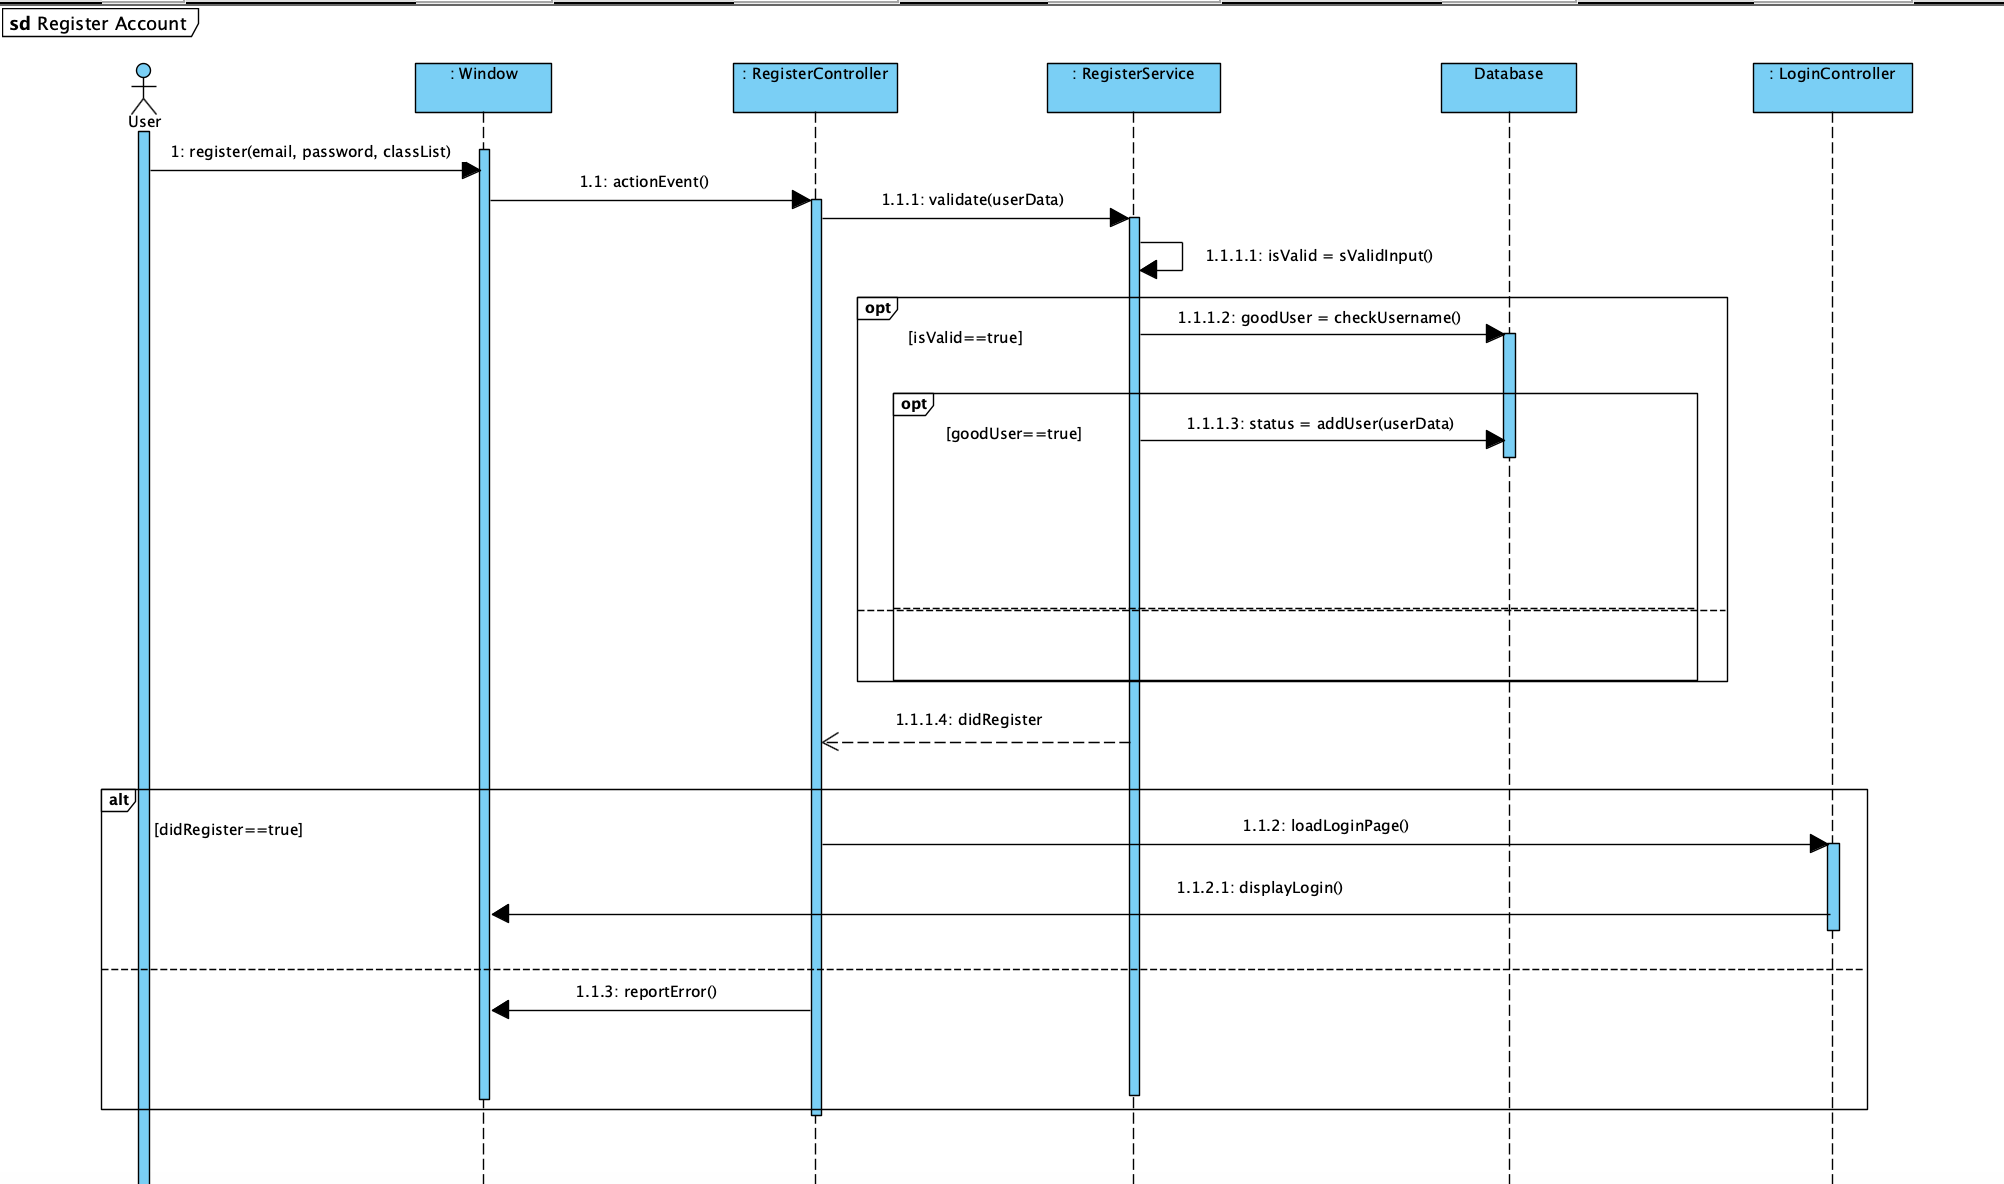 sd Register Account
User
: Window
: RegisterController
: RegisterService
Database
: LoginController
1: register(email, password, classList)
1.1: actionEvent()
1.1.1: validate(userData)
1.1.1.1: isValid = sValidInput()
opt
[isValid==true]
1.1.1.2: goodUser = checkUsername()
opt
[goodUser==true]
1.1.1.3: status = addUser(userData)
1.1.1.4: didRegister
alt
[didRegister==true]
1.1.2: loadLoginPage()
1.1.2.1: displayLogin()
1.1.3: reportError()